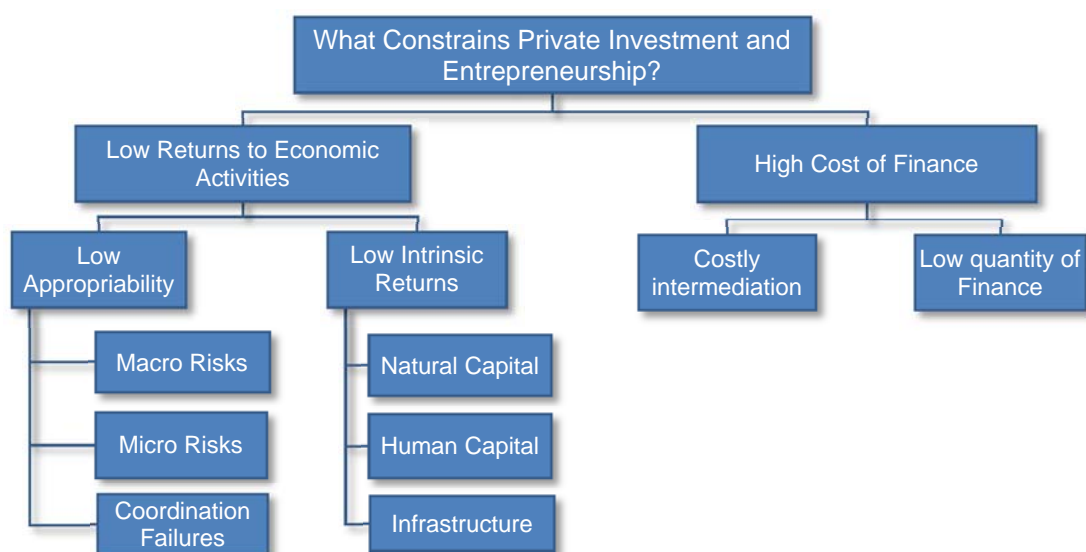 What Constrains Private Investment and
Entrepreneurship?
Low Returns to Economic
Activities
High Cost of Finance
Low
Appropriability
Low Intrinsic
Returns
Costly
intermediation
Low quantity of
Finance
Macro Risks
Natural Capital
Micro Risks
Human Capital
Coordination
Failures
Infrastructure